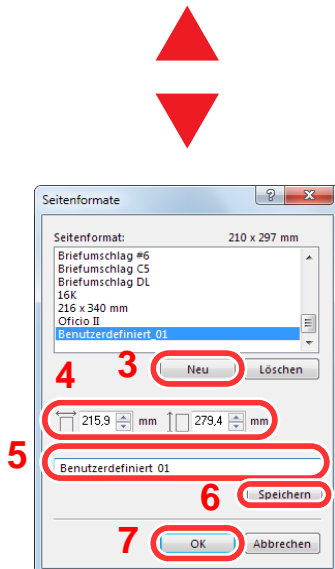 Seitenformate
Seitenformat: 210 x 297 mm
Briefumschlag #6
Briefumschlag C5
Briefumschlag DL
16K
216 x 340 mm
Oficio II
Benutzerdefiniert_01
3 Neu Löschen
4
215,9 mm 279,4 mm
5 Benutzerdefiniert 01
6 Speichern
7 OK Abbrechen